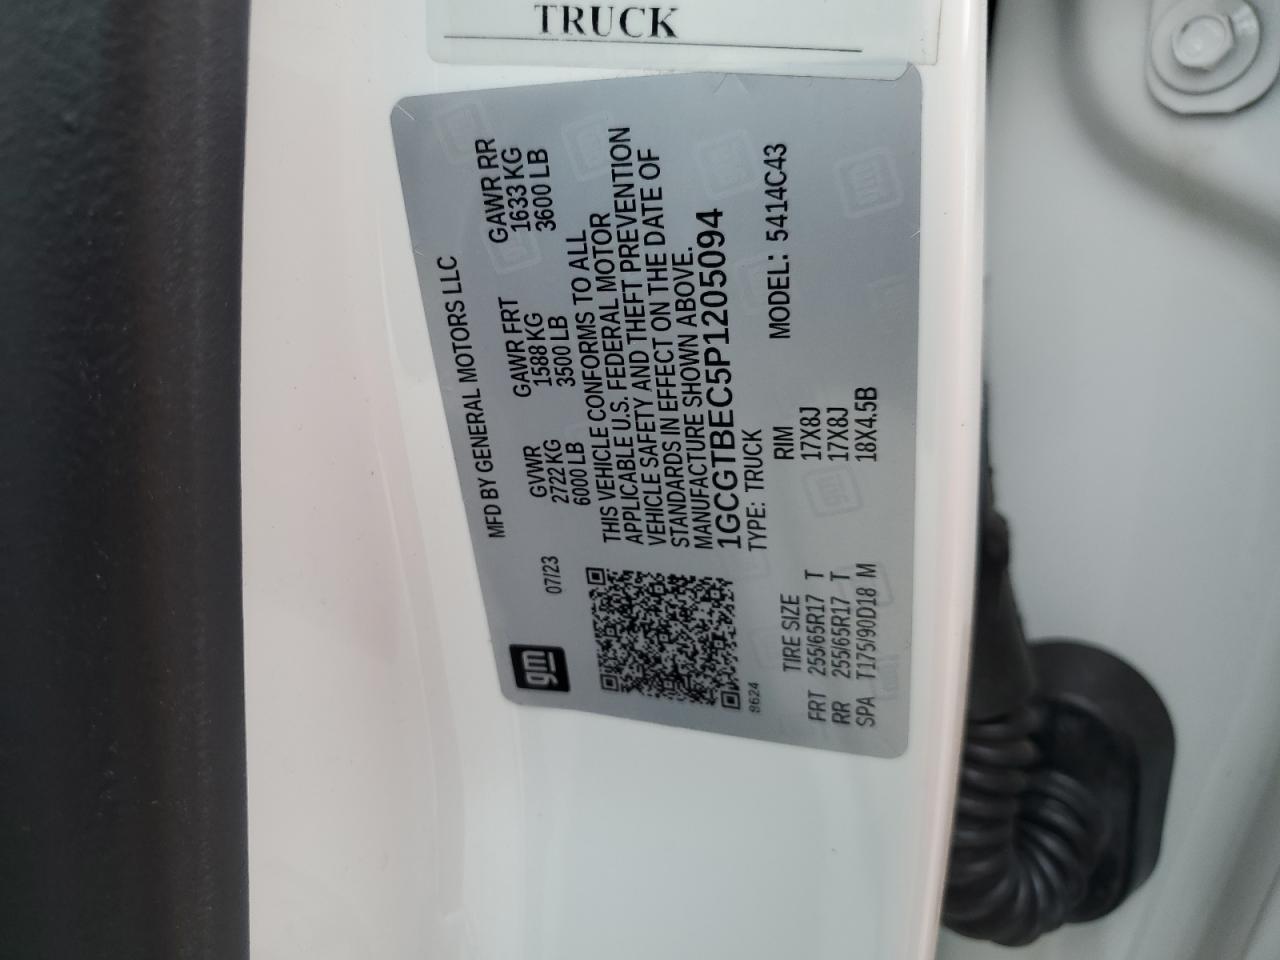 TRUCK
MFD BY GENERAL MOTORS LLC
gm
07/23
GVWR GAWR FRT GAWR RR
2722 KG 1588 KG 1633 KG
6000 LB 3500 LB 3600 LB
THIS VEHICLE CONFORMS TO ALL
APPLICABLE U.S. FEDERAL MOTOR
VEHICLE SAFETY AND THEFT PREVENTION
STANDARDS IN EFFECT ON THE DATE OF
MANUFACTURE SHOWN ABOVE.
1GCGTBEC5P1205094
TYPE: TRUCK MODEL: 5414C43
8624
TIRE SIZE RIM
FRT 255/65R17 T 17X8J
RR 255/65R17 T 17X8J
SPA T175/90D18 M 18X4.5B